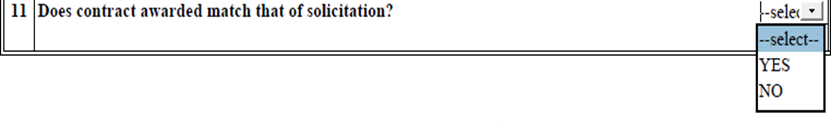 11 Does contract awarded match that of solicitation? --selec
--select--
YES
NO